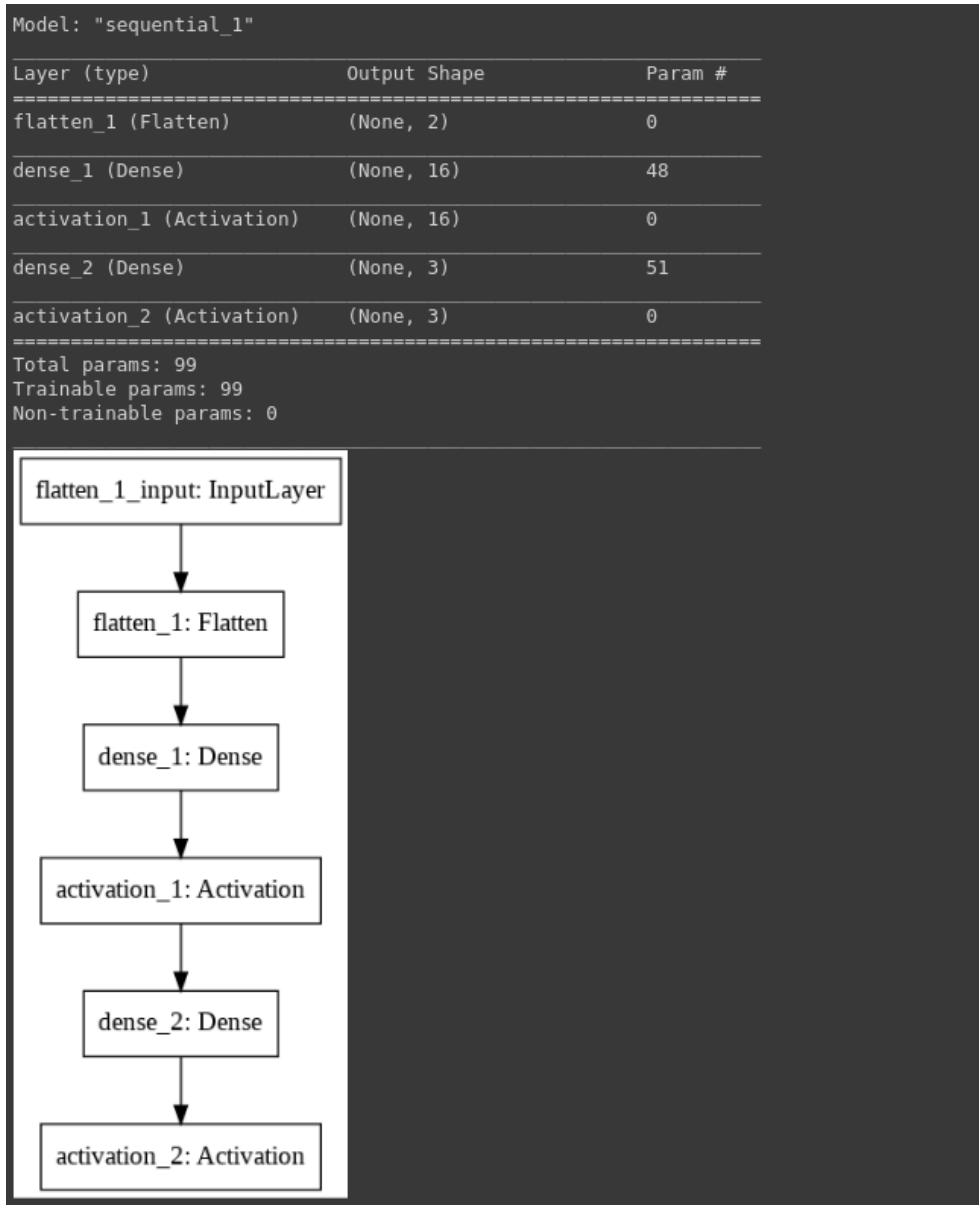 Model: "sequential_1"
Layer (type) Output Shape Param #
flatten_1 (Flatten) (None, 2) 0
dense_1 (Dense) (None, 16) 48
activation_1 (Activation) (None, 16) 0
dense_2 (Dense) (None, 3) 51
activation_2 (Activation) (None, 3) 0
Total params: 99
Trainable params: 99
Non-trainable params: 0
flatten_1_input: InputLayer
flatten_1: Flatten
dense_1: Dense
activation_1: Activation
dense_2: Dense
activation_2: Activation